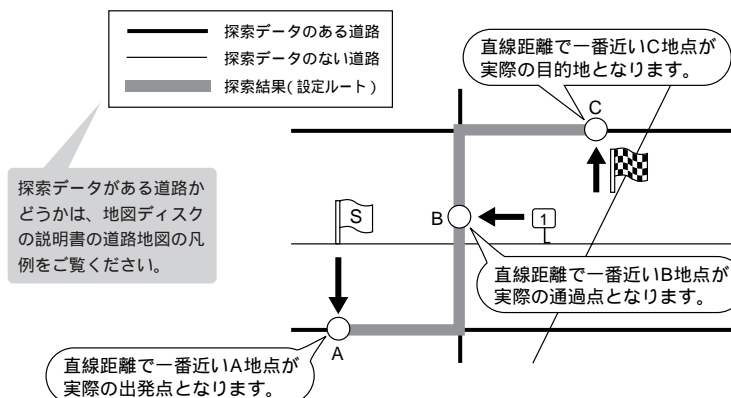 探索データのある道路
探索データのない道路
探索結果(設定ルート)
直線距離で一番近いC地点が
実際の目的地となります。
C
探索データがある道路か
どうかは、地図ディスク
の説明書の道路地図の凡
例をご覧ください。
S
B
1
直線距離で一番近いB地点が
実際の通過点となります。
A
直線距離で一番近いA地点が
実際の出発点となります。